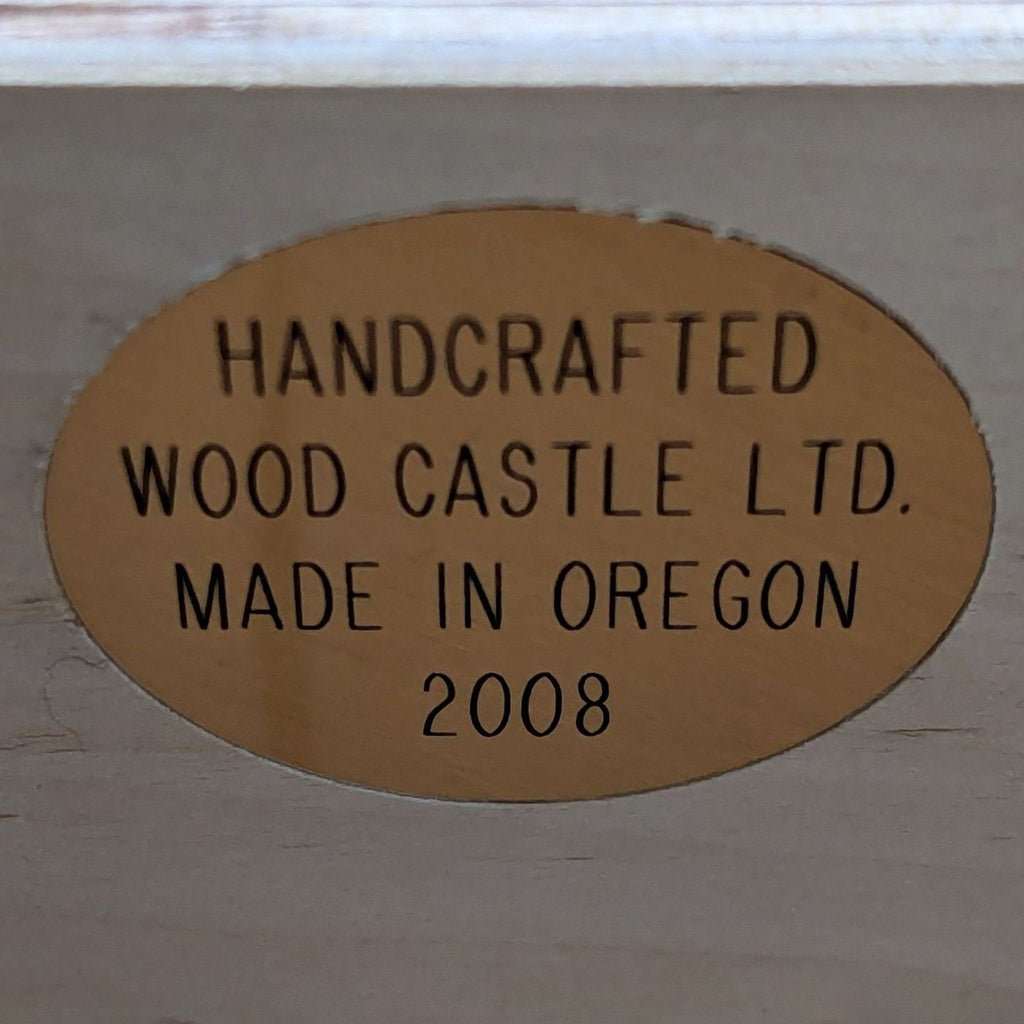 HANDCRAFTED
WOOD CASTLE LTD.
MADE IN OREGON
2008